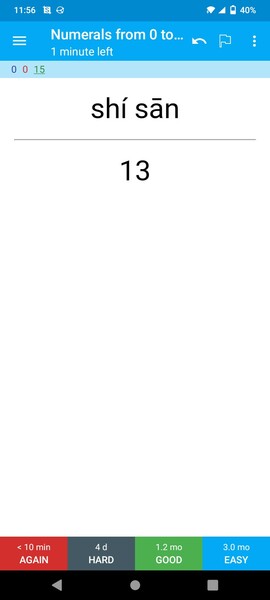 11:56
40%
Numerals from 0 to…
1 minute left
0 0 15
shí sān
13
< 10 min
AGAIN
4 d
HARD
1.2 mo
GOOD
3.0 mo
EASY